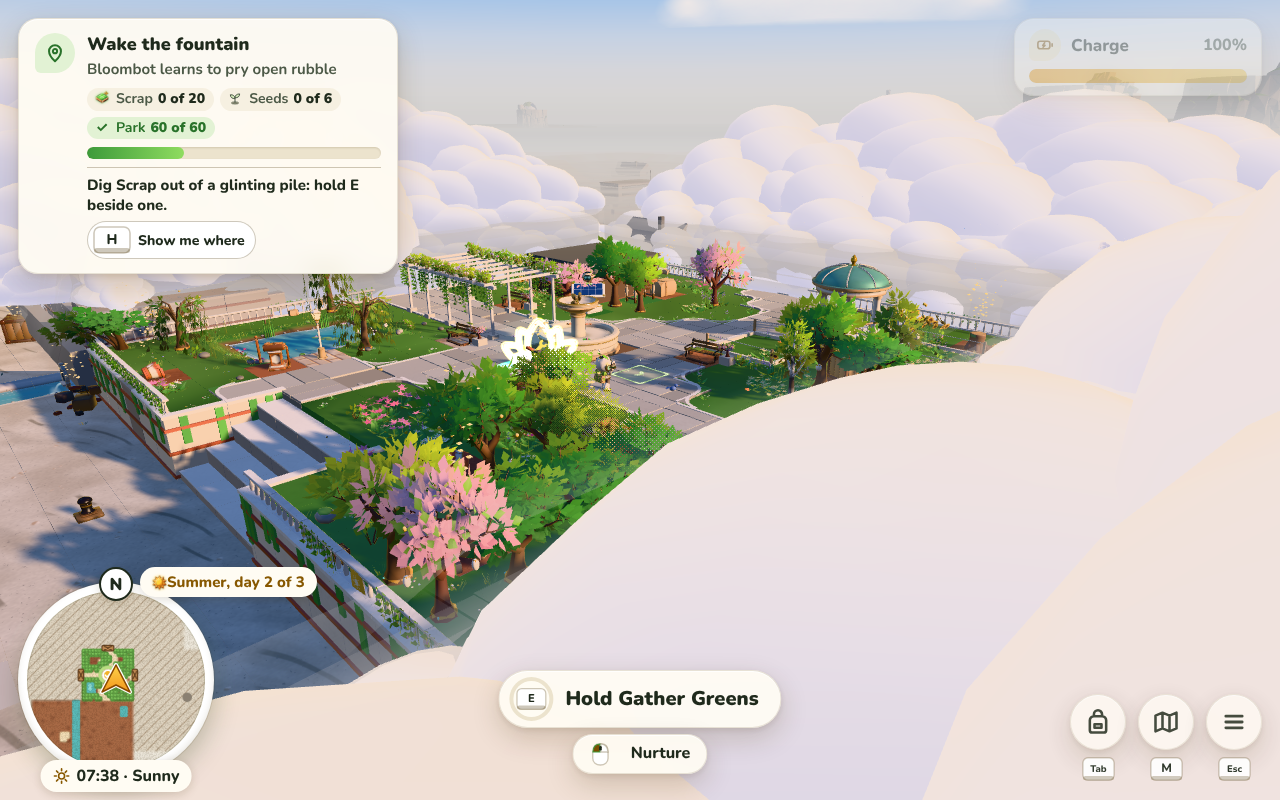 Wake the fountain
Bloombot learns to pry open rubble
Scrap 0 of 20
Seeds 0 of 6
Park 60 of 60
Dig Scrap out of a glinting pile: hold E
beside one.
H Show me where
Charge 100%
N
Summer, day 2 of 3
07:38 · Sunny
E Hold Gather Greens
Nurture
Tab
M
Esc